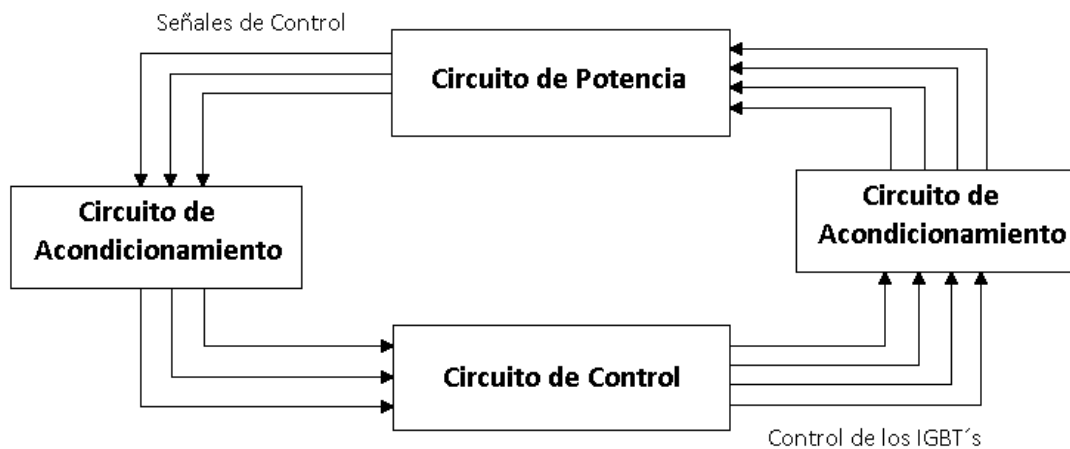 Señales de Control
Circuito de Potencia
Circuito de
Acondicionamiento
Circuito de
Acondicionamiento
Circuito de Control
Control de los IGBT´s